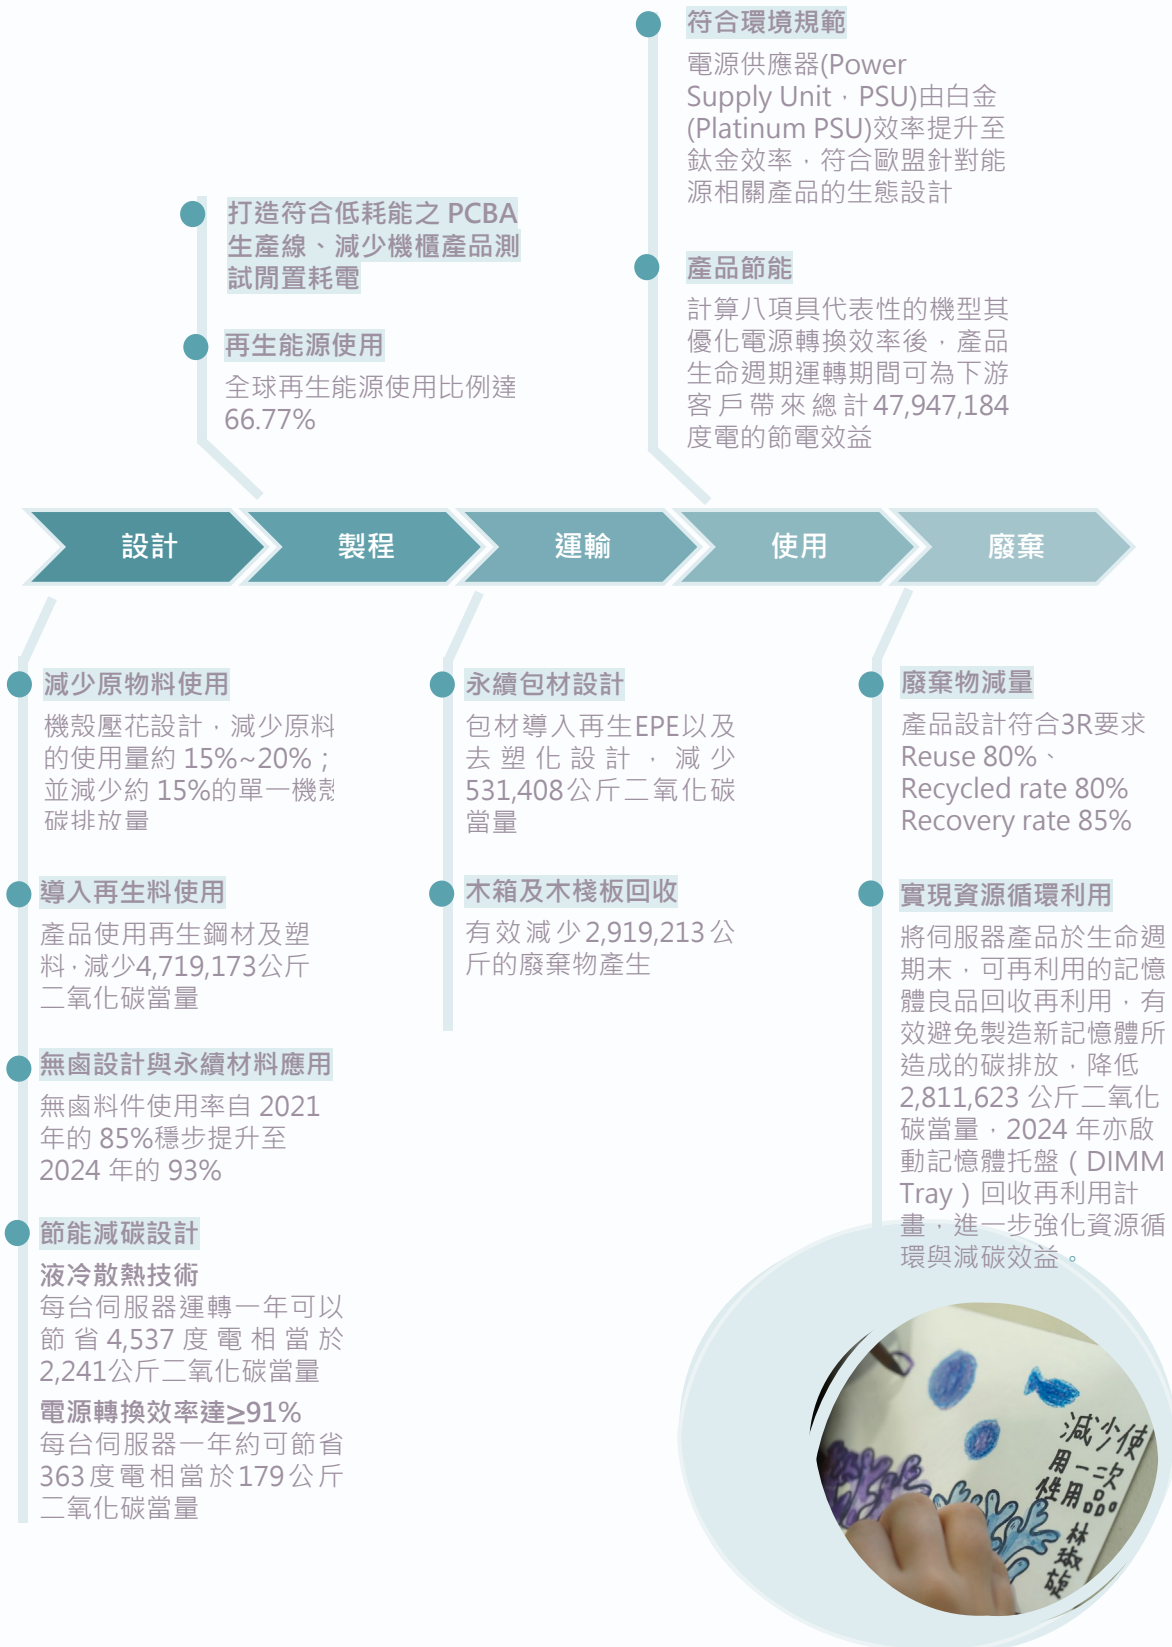 符合環境規範
電源供應器(Power
Supply Unit，PSU)由白金
(Platinum PSU)效率提升至
鈦金效率，符合歐盟針對能
源相關產品的生態設計
產品節能
計算八項具代表性的機型其
優化電源轉換效率後，產品
生命週期運轉期間可為下游
客戶帶來總計47,947,184
度電的節電效益
打造符合低耗能之 PCBA
生產線、減少機櫃產品測
試閒置耗電
再生能源使用
全球再生能源使用比例達
66.77%
設計
製程
運輸
使用
廢棄
減少原物料使用
機殼壓花設計，減少原料
的使用量約 15%~20%；
並減少約 15%的單一機殼
碳排放量
導入再生料使用
產品使用再生鋼材及塑
料，減少4,719,173公斤
二氧化碳當量
無鹵設計與永續材料應用
無鹵料件使用率自 2021
年的 85%穩步提升至
2024 年的 93%
節能減碳設計
液冷散熱技術
每台伺服器運轉一年可以
節省4,537度電相當於
2,241公斤二氧化碳當量
電源轉換效率達≥91%
每台伺服器一年約可節省
363度電相當於179公斤
二氧化碳當量
永續包材設計
包材導入再生EPE以及
去塑化設計，減少
531,408公斤二氧化碳
當量
木箱及木棧板回收
有效減少2,919,213公
斤的廢棄物產生
廢棄物減量
產品設計符合3R要求
Reuse 80%、
Recycled rate 80%
Recovery rate 85%
實現資源循環利用
將伺服器產品於生命週
期末，可再利用的記憶
體良品回收再利用，有
效避免製造新記憶體所
造成的碳排放，降低
2,811,623 公斤二氧化
碳當量，2024 年亦啟
動記憶體托盤（DIMM
Tray）回收再利用計
畫，進一步強化資源循
環與減碳效益。
減少使
用一次
性用品。
林椒旋